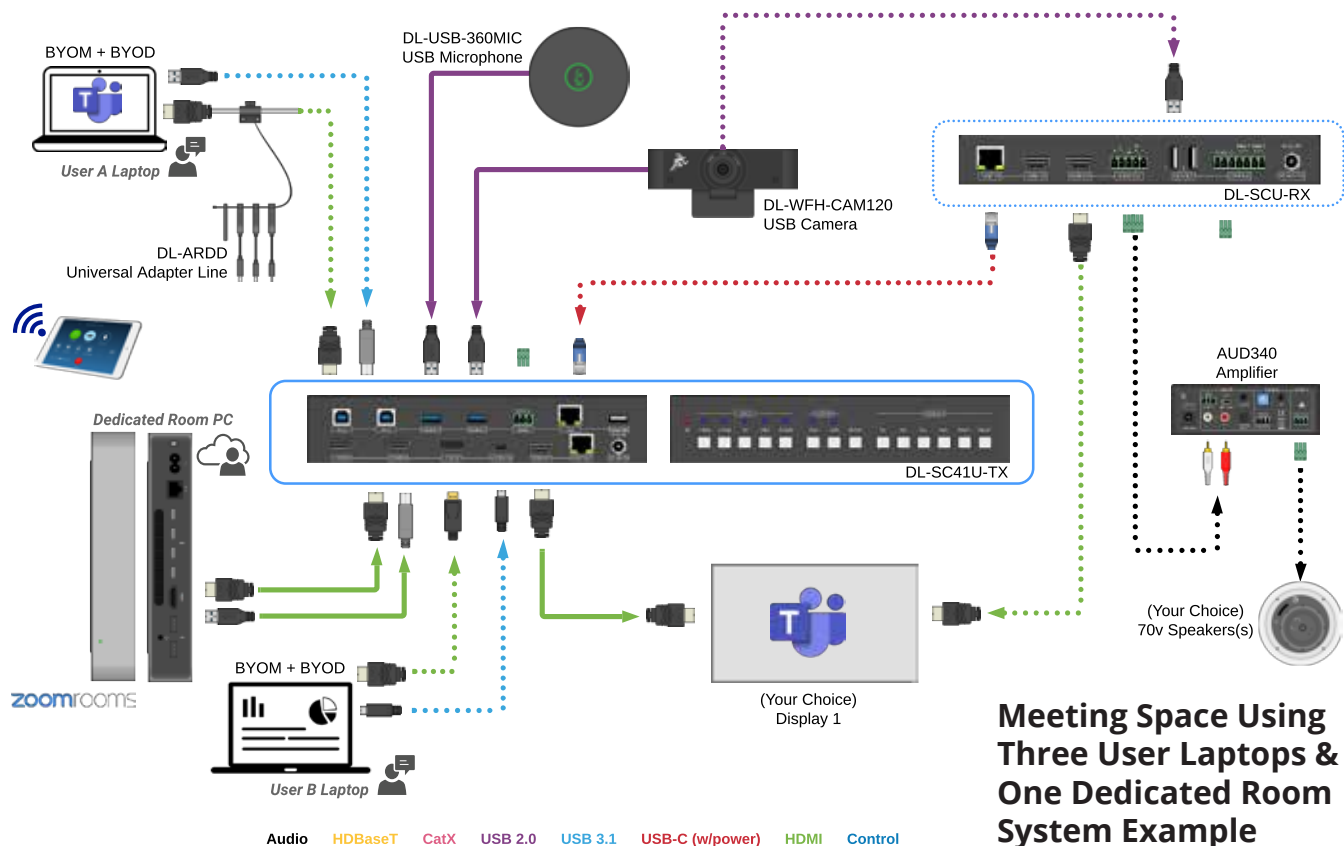 BYOM + BYOD
User A Laptop
DL-ARDD
Universal Adapter Line
DL-USB-360MIC
USB Microphone
DL-WFH-CAM120
USB Camera
DL-SCU-RX
AUD340
Amplifier
Dedicated Room PC
DL-SC41U-TX
zoomrooms
BYOM + BYOD
User B Laptop
T
T
(Your Choice)
Display 1
(Your Choice)
70v Speakers(s)
Meeting Space Using
Three User Laptops &
One Dedicated Room
System Example
Audio HDBaseT CatX USB 2.0 USB 3.1 USB-C (w/power) HDMI Control